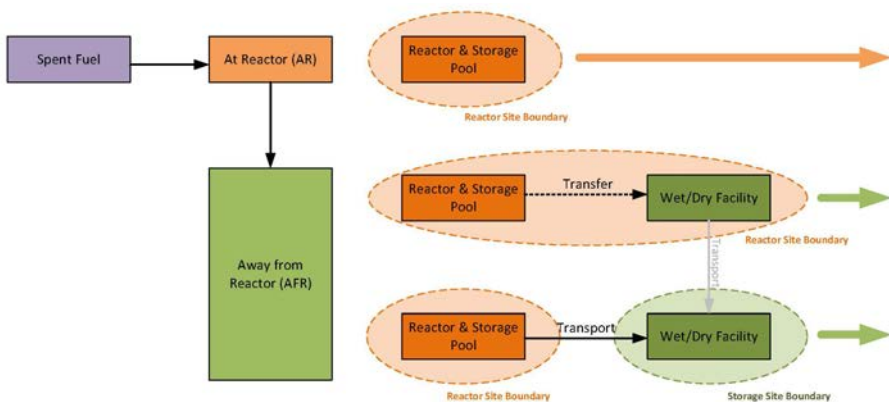 Spent Fuel
At Reactor (AR)
Reactor & Storage
Pool
Reactor Site Boundary
Away from
Reactor (AFR)
Reactor & Storage
Pool
Transfer
Wet/Dry Facility
Reactor Site Boundary
Transport
Reactor & Storage
Pool
Transport
Wet/Dry Facility
Reactor Site Boundary
Storage Site Boundary